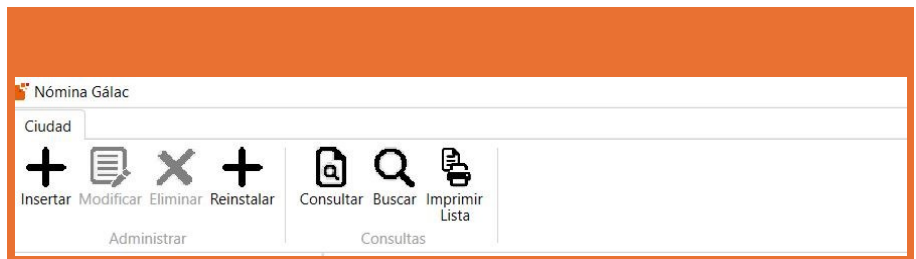 Nómina Gálac
Ciudad
Insertar Modificar Eliminar Reinstalar Consultar Buscar Imprimir
Lista
Administrar Consultas